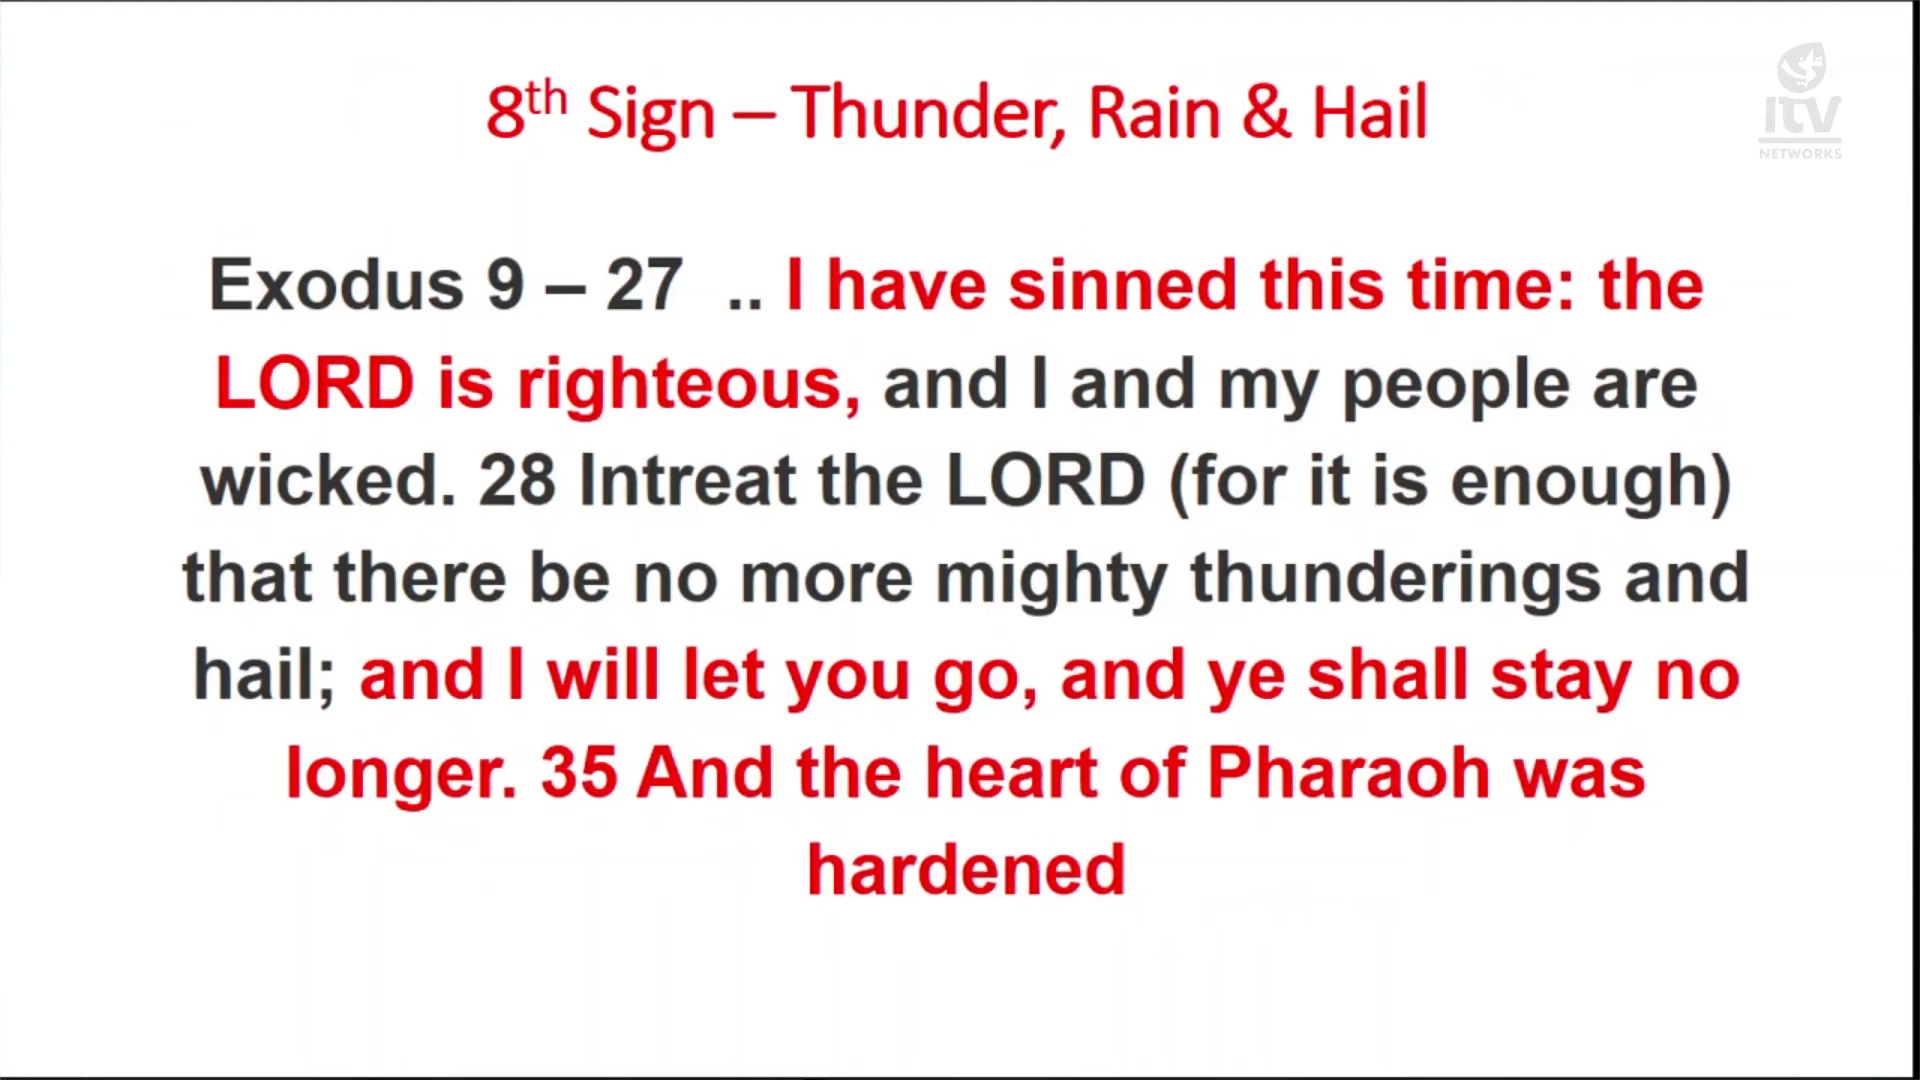 8th Sign – Thunder, Rain & Hail
ITV
NETWORKS
Exodus 9 – 27 .. I have sinned this time: the
LORD is righteous, and I and my people are
wicked. 28 Intreat the LORD (for it is enough)
that there be no more mighty thunderings and
hail; and I will let you go, and ye shall stay no
longer. 35 And the heart of Pharaoh was
hardened